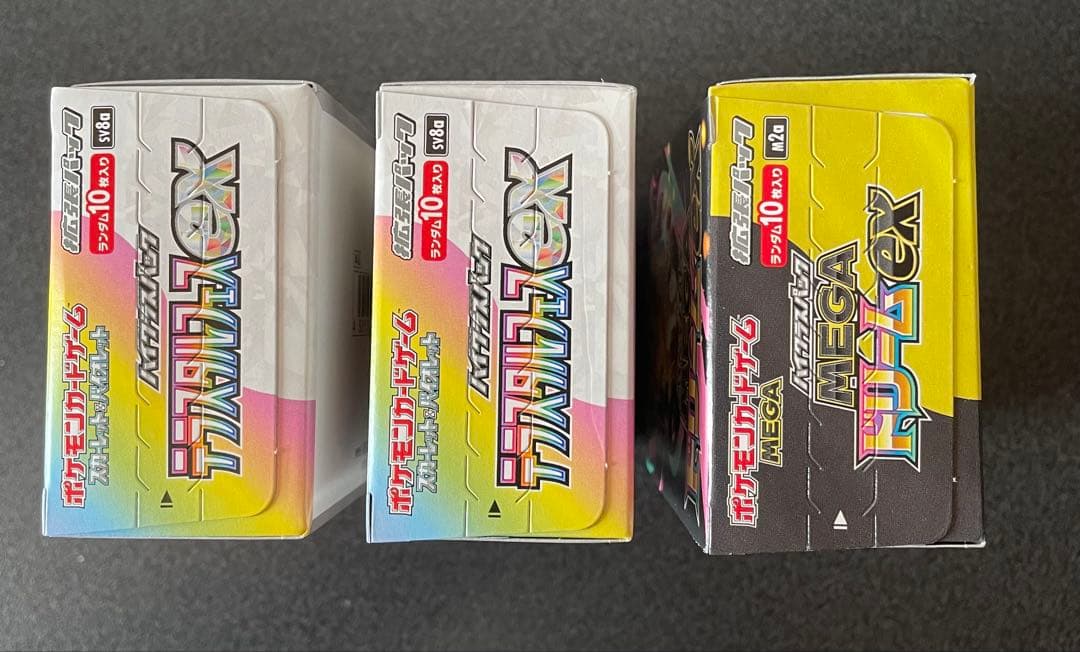 拡張パック
sv8a
ランダム10枚入り
ポケモンカードゲーム
スカーレット&バイオレット
ハイクラスパック
テラスタルフェスex
拡張パック
sv8a
ランダム10枚入り
ポケモンカードゲーム
スカーレット&バイオレット
ハイクラスパック
テラスタルフェスex
拡張パック
M2a
ランダム10枚入り
ポケモンカードゲーム
MEGA
ハイクラスパック
MEGA
ドリームex